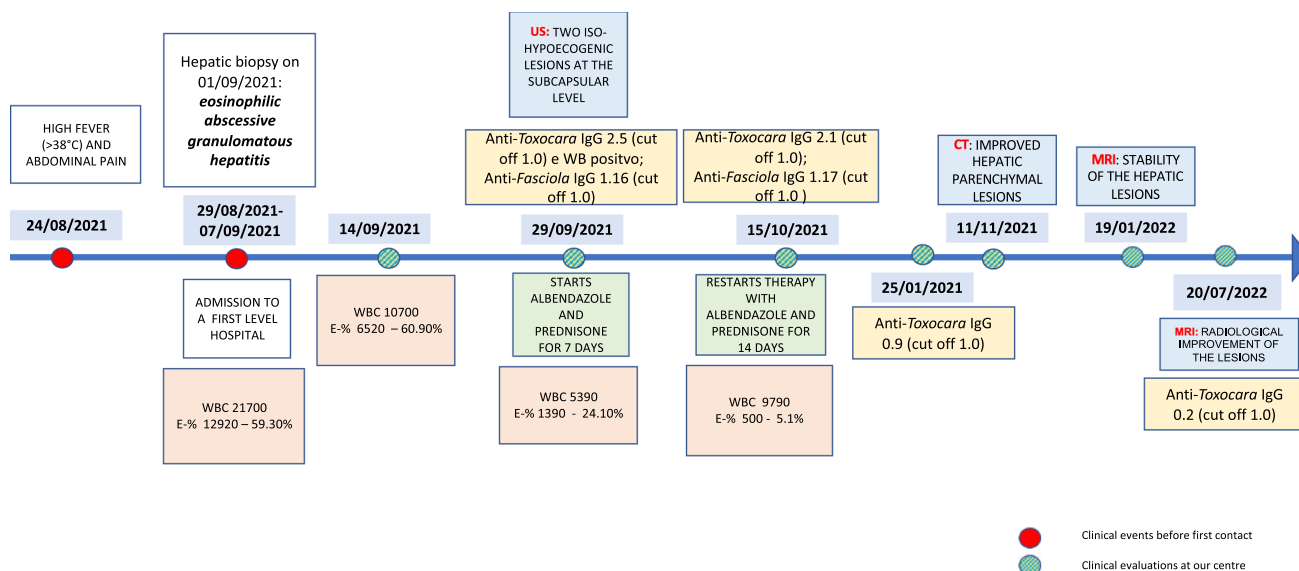 HIGH FEVER
(>38°C) AND
ABDOMINAL PAIN
24/08/2021
Hepatic biopsy on
01/09/2021:
eosinophilic
abscessive
granulomatous
hepatitis
29/08/2021-
07/09/2021
ADMISSION TO
A FIRST LEVEL
HOSPITAL
WBC 21700
E-% 12920 – 59.30%
14/09/2021
WBC 10700
E-% 6520 – 60.90%
US: TWO ISO-
HYPOECOGENIC
LESIONS AT THE
SUBCAPSULAR
LEVEL
Anti-Toxocara IgG 2.5 (cut
off 1.0) e WB positvo;
Anti-Fasciola IgG 1.16 (cut
off 1.0)
29/09/2021
STARTS
ALBENDAZOLE
AND
PREDNISONE
FOR 7 DAYS
WBC 5390
E-% 1390 - 24.10%
Anti-Toxocara IgG 2.1 (cut
off 1.0);
Anti-Fasciola IgG 1.17 (cut
off 1.0 )
15/10/2021
RESTARTS THERAPY
WITH
ALBENDAZOLE AND
PREDNISONE FOR
14 DAYS
WBC 9790
E-% 500 - 5.1%
25/01/2021
Anti-Toxocara IgG
0.9 (cut off 1.0)
CT: IMPROVED
HEPATIC
PARENCHYMAL
LESIONS
11/11/2021
MRI: STABILITY
OF THE HEPATIC
LESIONS
19/01/2022
20/07/2022
MRI: RADIOLOGICAL
IMPROVEMENT OF
THE LESIONS
Anti-Toxocara IgG
0.2 (cut off 1.0)
Clinical events before first contact
Clinical evaluations at our centre